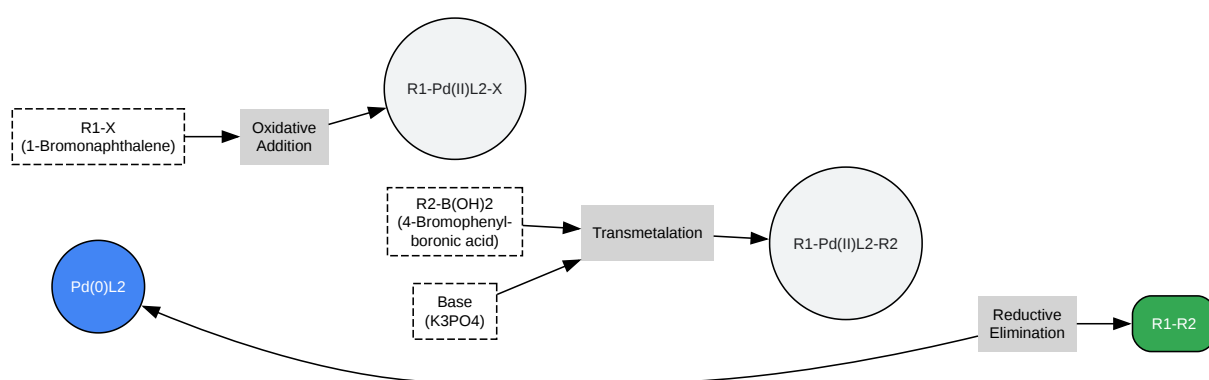 R1-Pd(II)L2-X
R1-X
(1-Bromonaphthalene)
Oxidative
Addition
R2-B(OH)2
(4-Bromophenyl-
boronic acid)
Transmetalation
R1-Pd(II)L2-R2
Pd(0)L2
Base
(K3PO4)
Reductive
Elimination
R1-R2